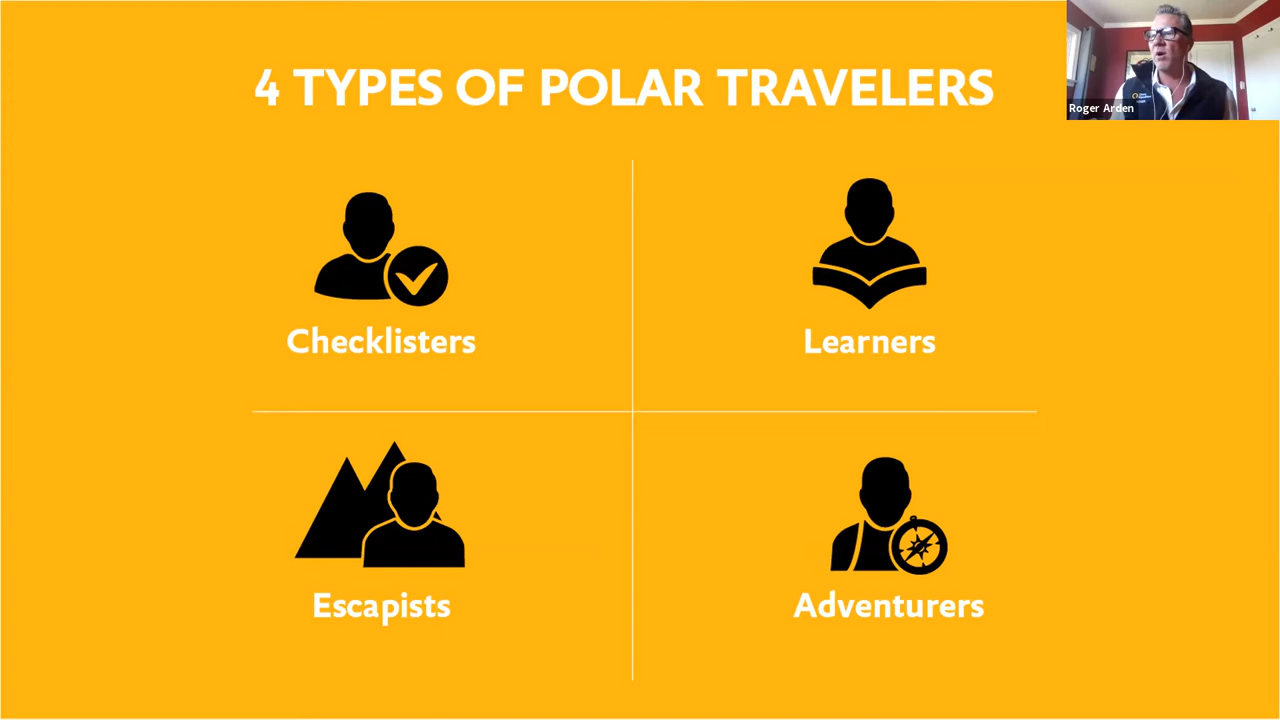 4 TYPES OF POLAR TRAVELERS
Roger Arden
Checklisters
Learners
Escapists
Adventurers